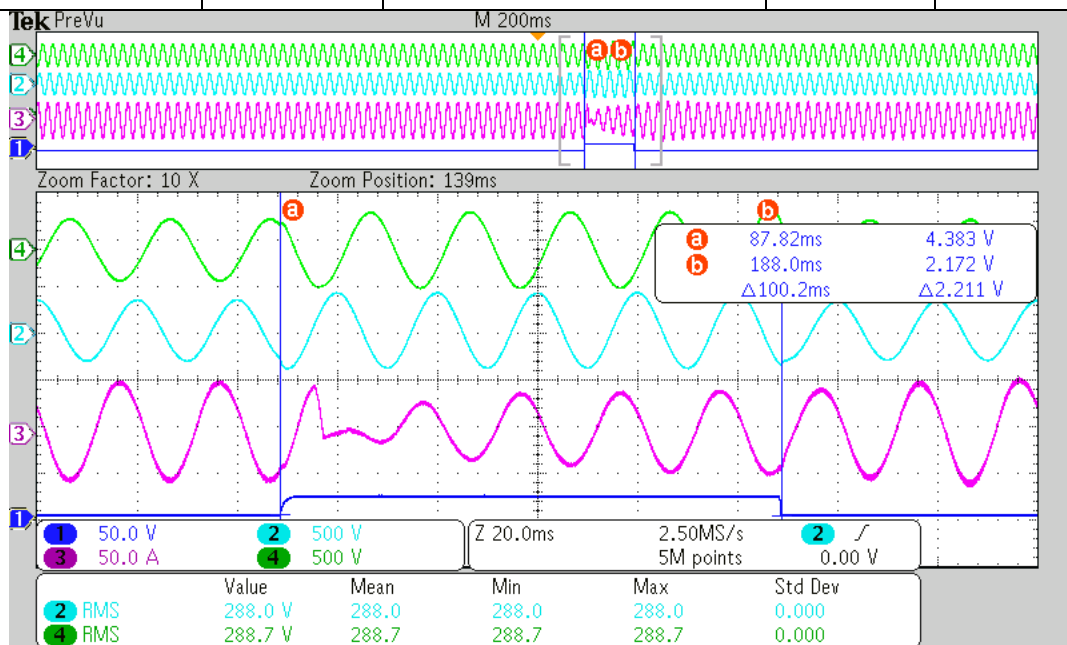 Tek PreVu M 200ms
a b
4
2
3
1
Zoom Factor: 10 X Zoom Position: 139ms
a b
a 87.82ms 4.383 V
b 188.0ms 2.172 V
△100.2ms △2.211 V
4
2
3
1
1 50.0 V 2 500 V Z 20.0ms 2.50MS/s 2 /
3 50.0 A 4 500 V 5M points 0.00 V
Value Mean Min Max Std Dev
2 RMS 288.0 V 288.0 288.0 288.0 0.000
4 RMS 288.7 V 288.7 288.7 288.7 0.000